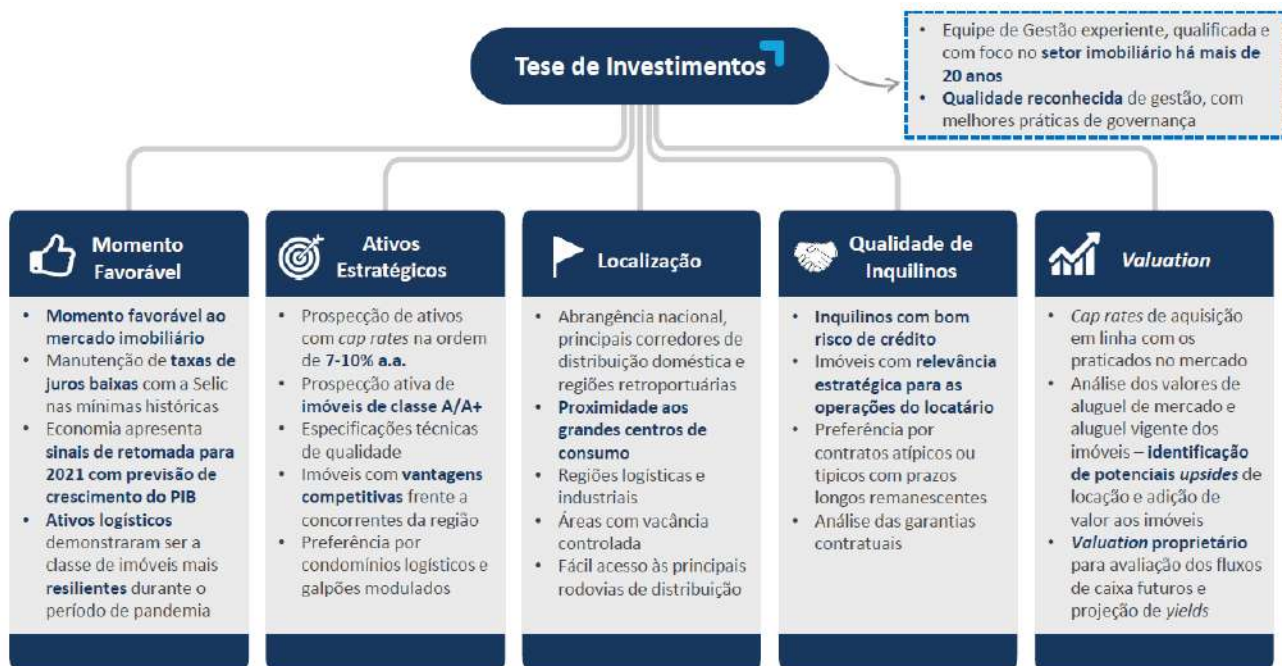 Tese de Investimentos
• Equipe de Gestão experiente, qualificada e
com foco no setor imobiliário há mais de
20 anos
• Qualidade reconhecida de gestão, com
melhores práticas de governança
Momento
Favorável
• Momento favorável ao
mercado imobiliário
• Manutenção de taxas de
juros baixas com a Selic
nas mínimas históricas
• Economia apresenta
sinais de retomada para
2021 com previsão de
crescimento do PIB
• Ativos logísticos
demonstraram ser a
classe de imóveis mais
resilientes durante o
período de pandemia
Ativos
Estratégicos
• Prospecção de ativos
com cap rates na ordem
de 7-10% a.a.
• Prospecção ativa de
imóveis de classe A/A+
• Especificações técnicas
de qualidade
• Imóveis com vantagens
competitivas frente a
concorrentes da região
• Preferência por
condomínios logísticos e
galpões modulados
Localização
• Abrangência nacional,
principais corredores de
distribuição doméstica e
regiões retroportuárias
• Proximidade aos
grandes centros de
consumo
• Regiões logísticas e
industriais
• Áreas com vacância
controlada
• Fácil acesso às principais
rodovias de distribuição
Qualidade de
Inquilinos
• Inquilinos com bom
risco de crédito
• Imóveis com relevância
estratégica para as
operações do locatário
• Preferência por
contratos atípicos ou
típicos com prazos
longos remanescentes
• Análise das garantias
contratuais
Valuation
• Cap rates de aquisição
em linha com os
praticados no mercado
• Análise dos valores de
aluguel de mercado e
aluguel vigente dos
imóveis – identificação
de potenciais upsides de
locação e adição de
valor aos imóveis
• Valuation proprietário
para avaliação dos fluxos
de caixa futuros e
projeção de yields